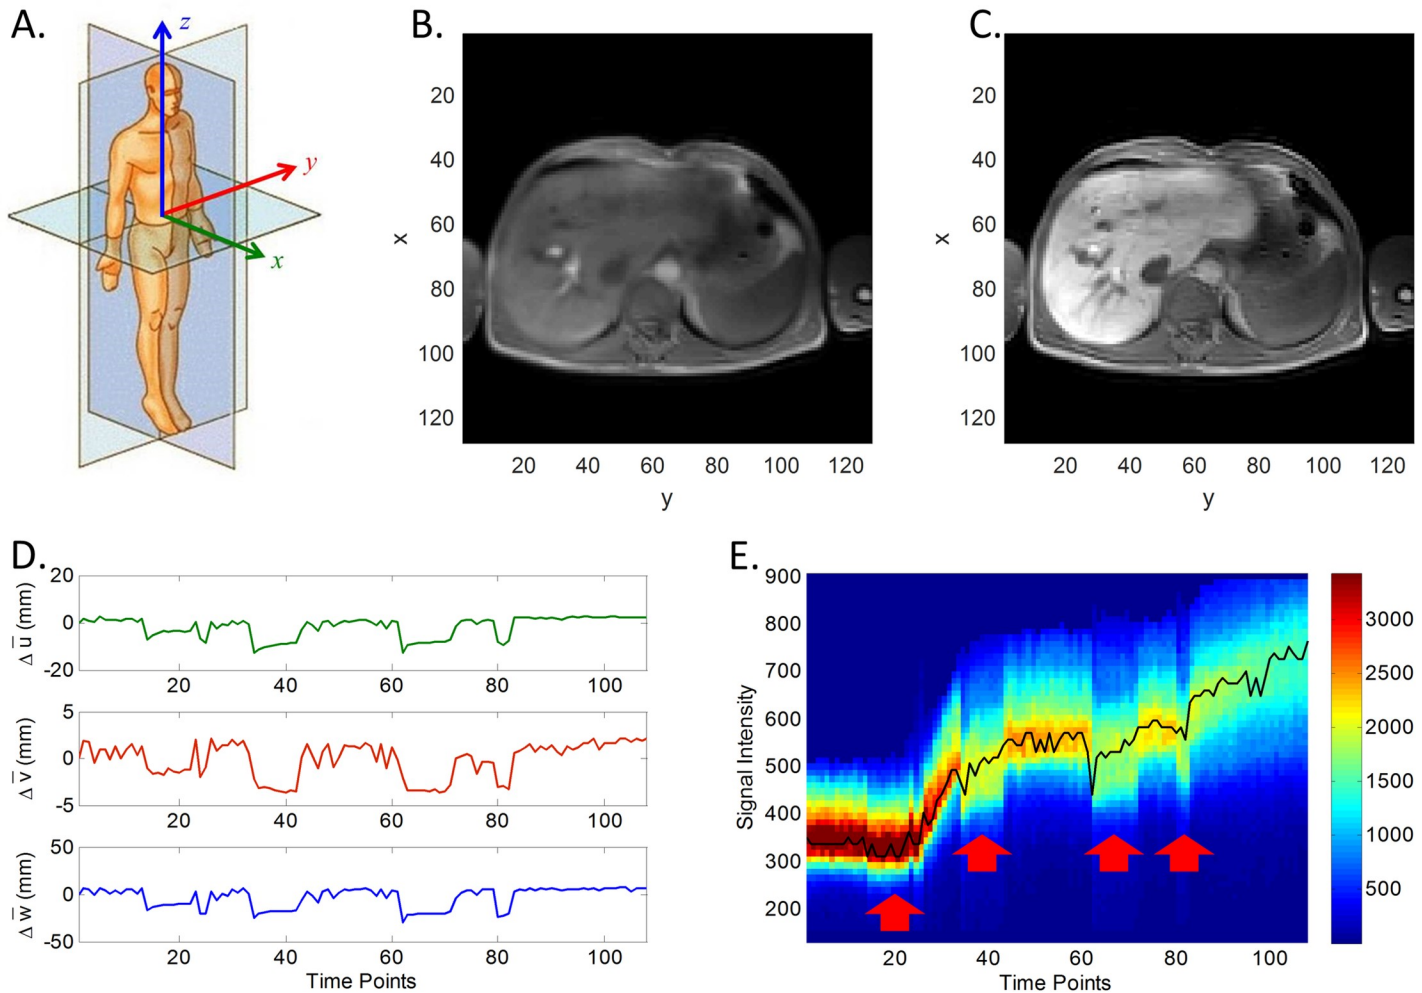 A.
z
y
x
B.
20
40
60
80
100
120
x
20 40 60 80 100 120
y
C.
20
40
60
80
100
120
x
20 40 60 80 100 120
y
D.
20
0
-20
Δ u̅ (mm)
20 40 60 80 100
5
0
-5
Δ v̅ (mm)
20 40 60 80 100
50
0
-50
Δ w̅ (mm)
20 40 60 80 100
Time Points
E.
900
800
700
600
500
400
300
200
Signal Intensity
20 40 60 80 100
Time Points
3000
2500
2000
1500
1000
500